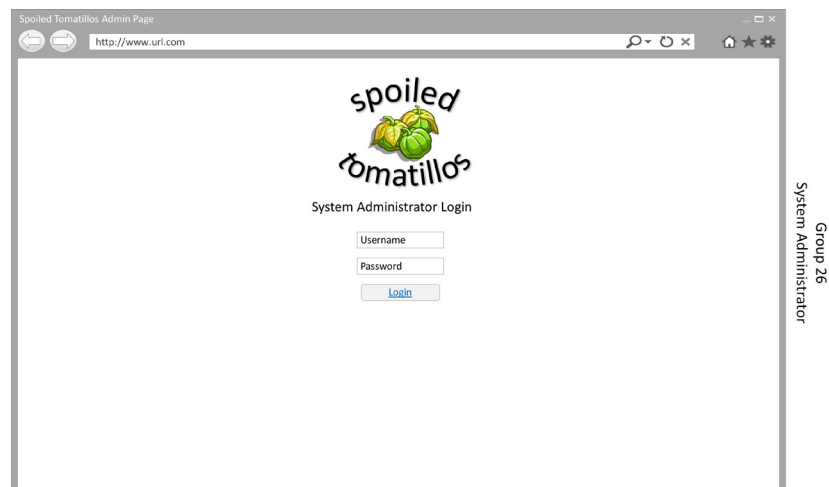 Spoiled Tomatillos Admin Page
http://www.url.com
spoiled
tomatillos
System Administrator Login
Username
Password
Login
Group 26
System Administrator